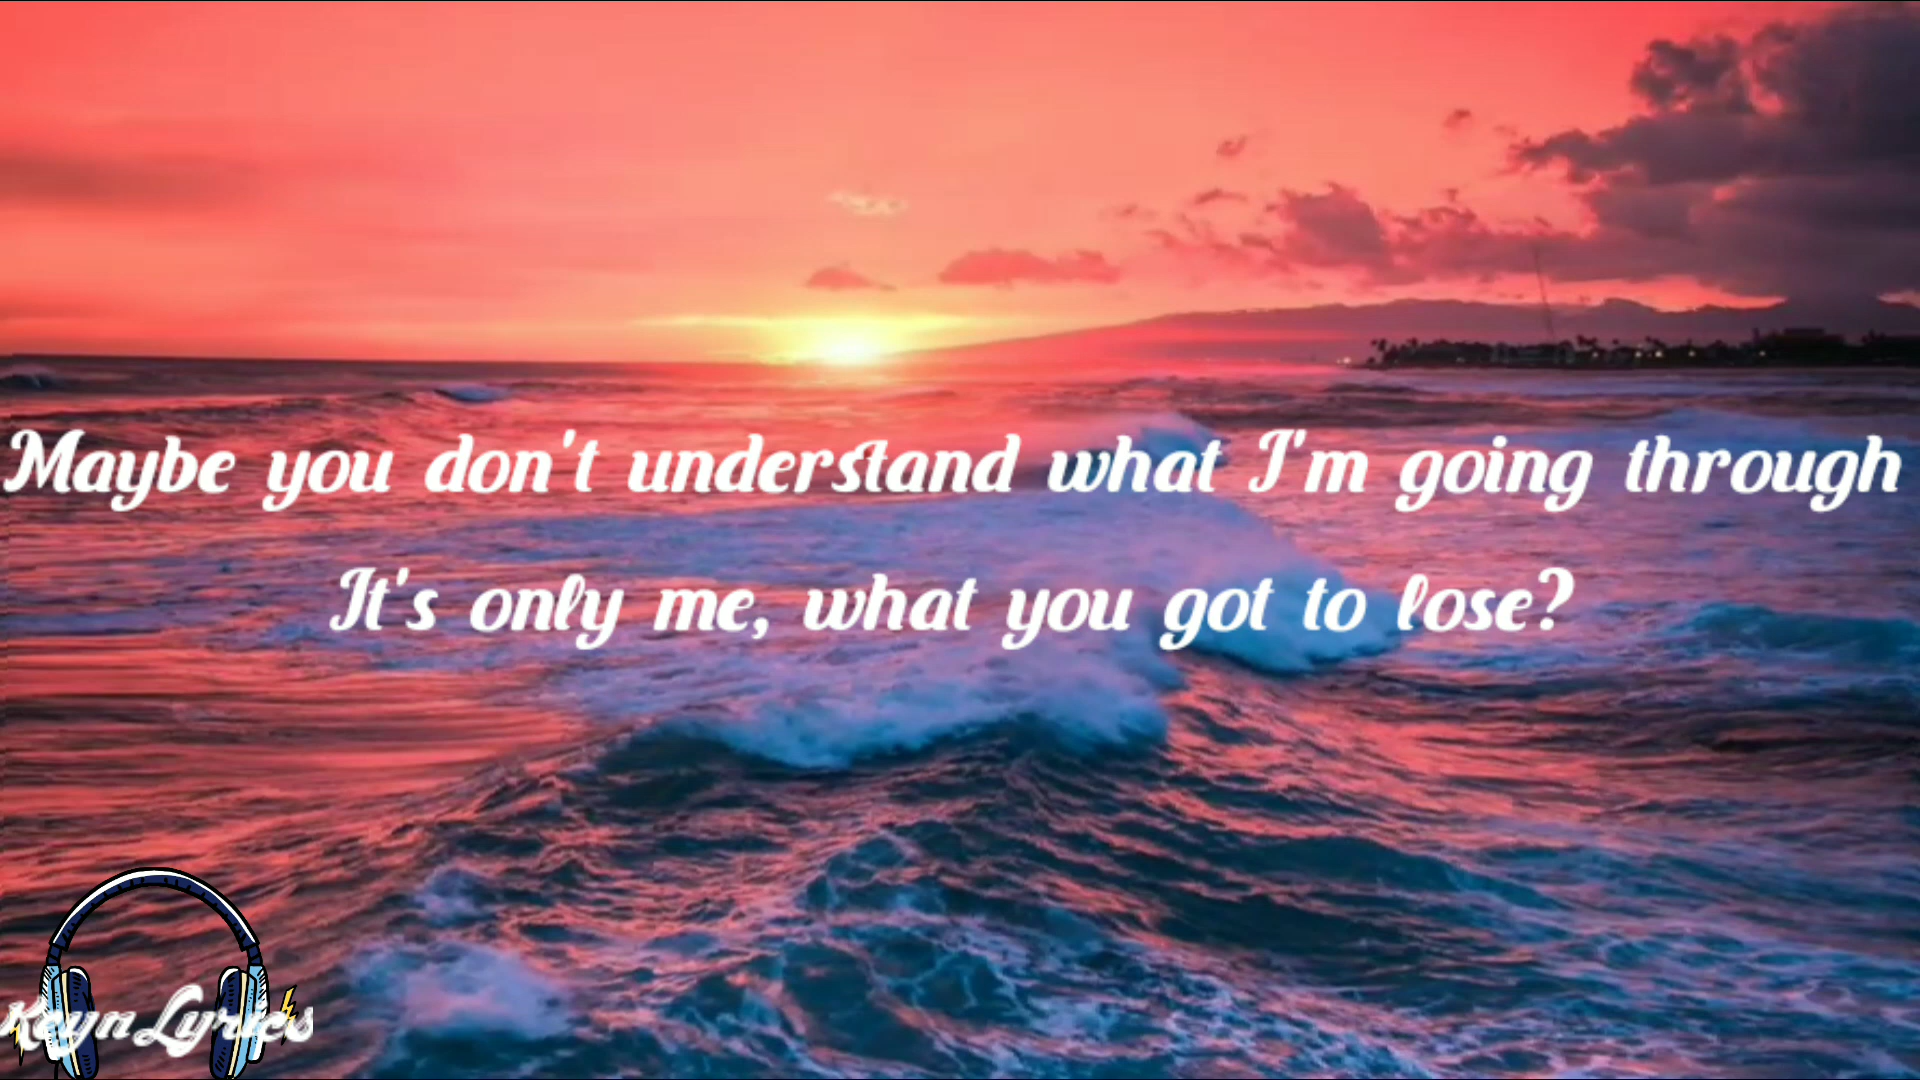 Maybe you don't understand what I'm going through
It's only me, what you got to lose?
KeynLyrics